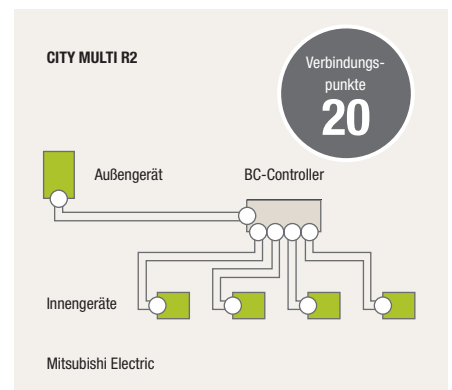 CITY MULTI R2
Verbindungs-
punkte
20
Außengerät
BC-Controller
Innengeräte
Mitsubishi Electric